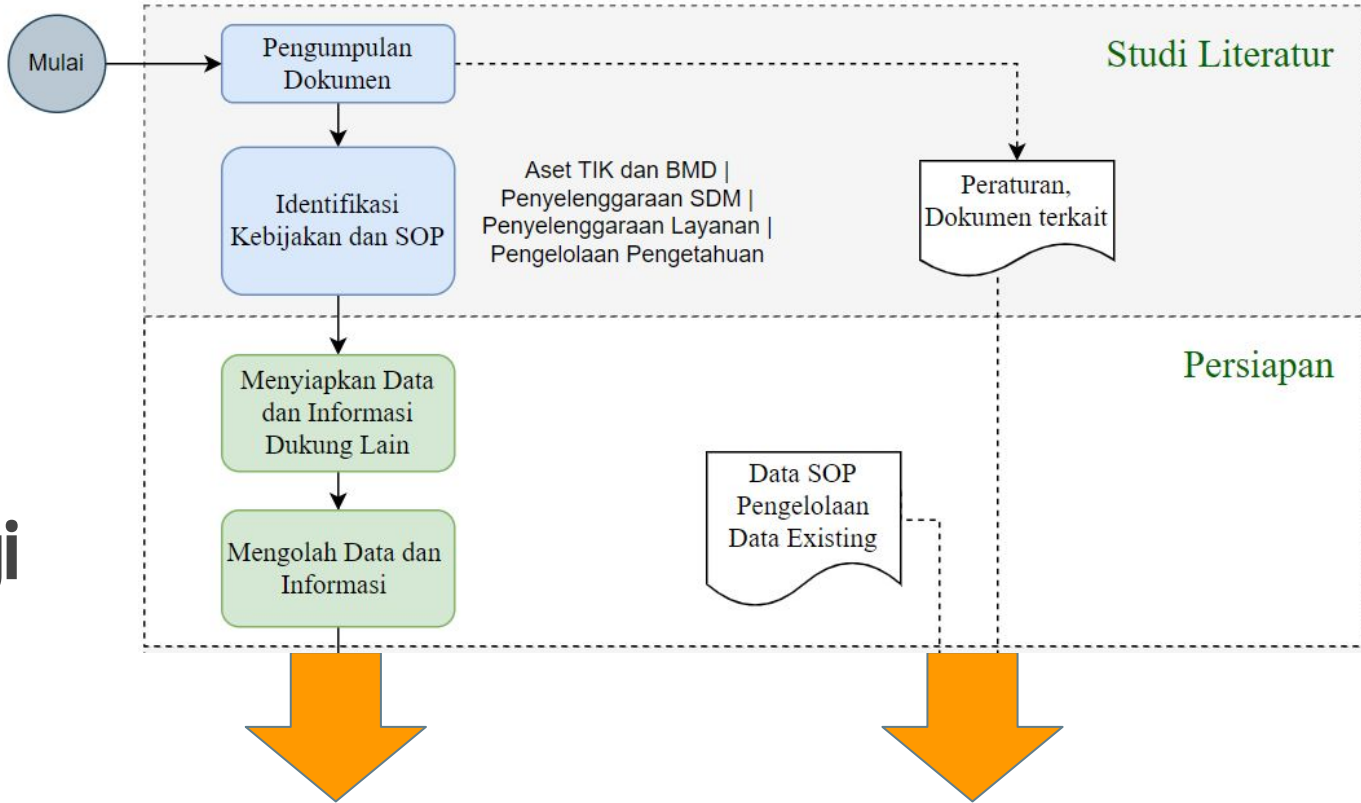 Mulai
Pengumpulan
Dokumen
Studi Literatur
Identifikasi
Kebijakan dan SOP
Aset TIK dan BMD |
Penyelenggaraan SDM |
Penyelenggaraan Layanan |
Pengelolaan Pengetahuan
Peraturan,
Dokumen terkait
Persiapan
Menyiapkan Data
dan Informasi
Dukung Lain
Data SOP
Pengelolaan
Data Existing
Mengolah Data dan
Informasi